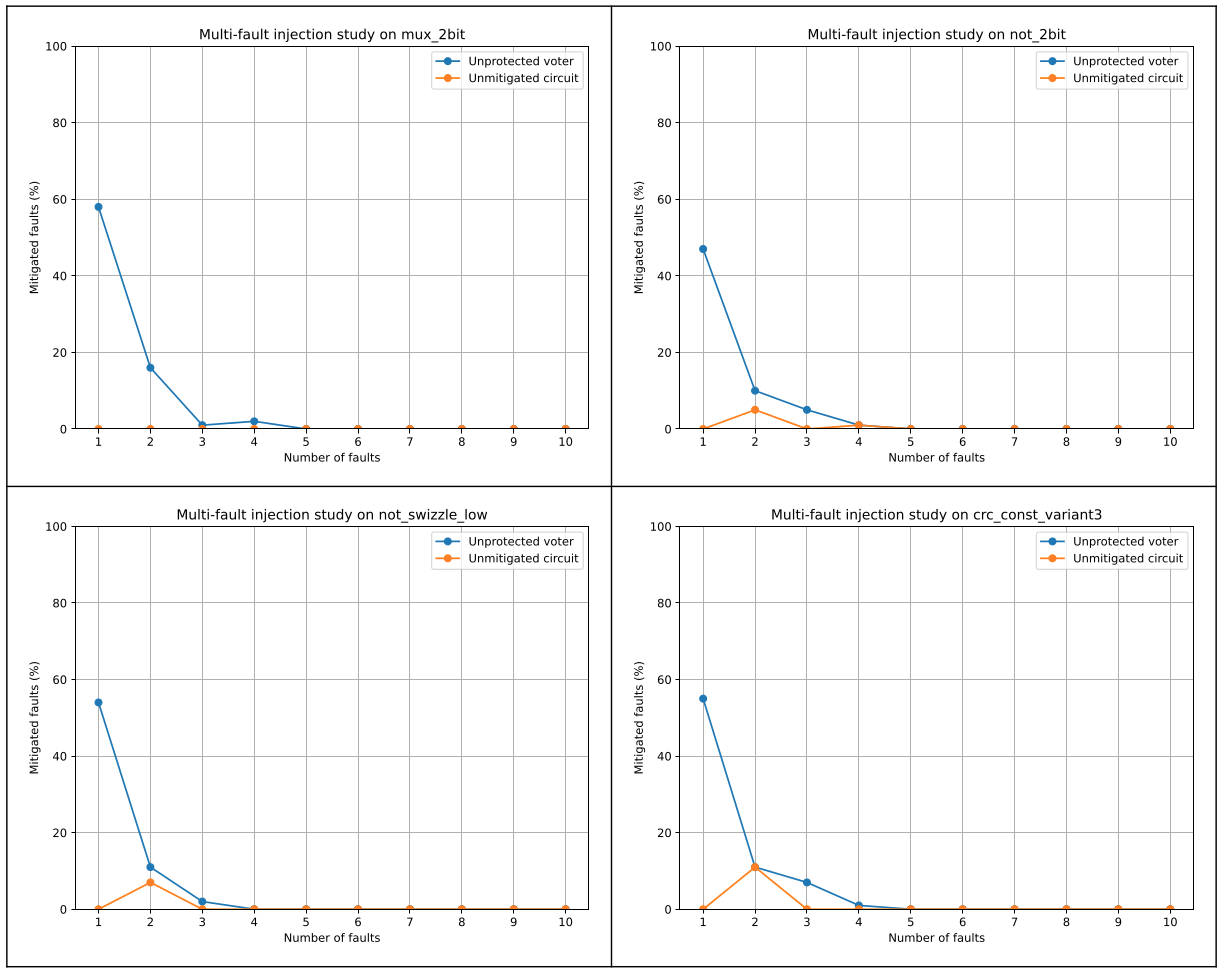 Multi-fault injection study on mux_2bit
100
80
60
40
20
0
Mitigated faults (%)
Unprotected voter
Unmitigated circuit
1 2 3 4 5 6 7 8 9 10
Number of faults
Multi-fault injection study on not_2bit
100
80
60
40
20
0
Mitigated faults (%)
Unprotected voter
Unmitigated circuit
1 2 3 4 5 6 7 8 9 10
Number of faults
Multi-fault injection study on not_swizzle_low
100
80
60
40
20
0
Mitigated faults (%)
Unprotected voter
Unmitigated circuit
1 2 3 4 5 6 7 8 9 10
Number of faults
Multi-fault injection study on crc_const_variant3
100
80
60
40
20
0
Mitigated faults (%)
Unprotected voter
Unmitigated circuit
1 2 3 4 5 6 7 8 9 10
Number of faults